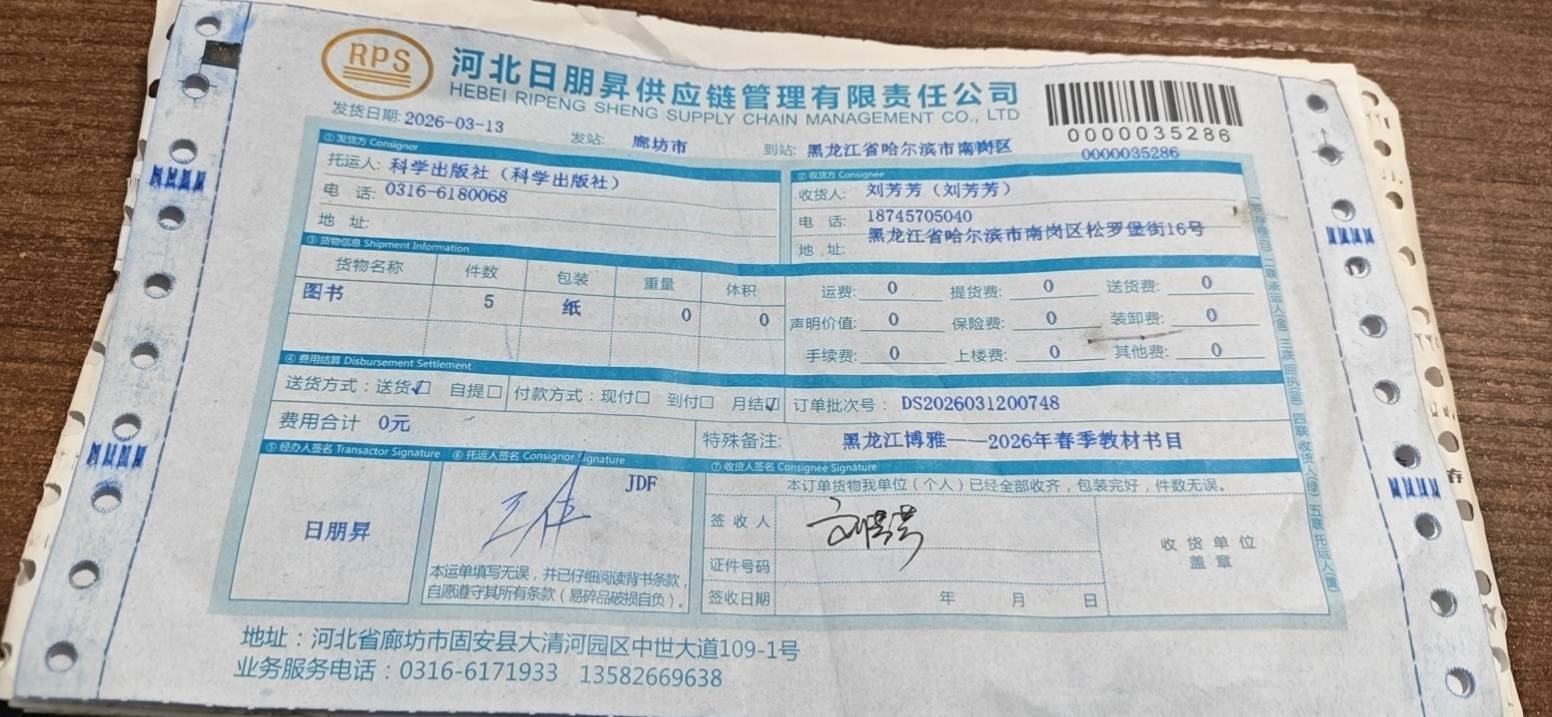 RPS
河北日朋昇供应链管理有限责任公司
HEBEI RIPENG SHENG SUPPLY CHAIN MANAGEMENT CO., LTD
0000035286
发货日期: 2026-03-13 发站: 廊坊市 到站: 黑龙江省哈尔滨市南岗区 0000035286
① 发货方 Consignor
托运人: 科学出版社（科学出版社）
电 话: 0316-6180068
地 址:
② 收货方 Consignee
收货人: 刘芳芳（刘芳芳）
电 话: 18745705040
地 址: 黑龙江省哈尔滨市南岗区松罗堡街16号
③ 货物信息 Shipment Information
货物名称 件数 包装 重量 体积
图书 5 纸 0 0
运费: 0 提货费: 0 送货费: 0
声明价值: 0 保险费: 0 装卸费: 0
手续费: 0 上楼费: 0 其他费: 0
④ 费用结算 Disbursement Settlement
送货方式：送货☑ 自提□ 付款方式：现付□ 到付□ 月结☑ 订单批次号： DS2026031200748
费用合计 0元 特殊备注: 黑龙江博雅——2026年春季教材书目
⑤ 经办人签名 Transactor Signature
日朋昇
⑥ 托运人签名 Consignor Signature
JDF
本运单填写无误，并已仔细阅读背书条款，
自愿遵守其所有条款（易碎品破损自负）。
⑦ 收货人签名 Consignee Signature
本订单货物我单位（个人）已经全部收齐，包装完好，件数无误。
签收人 刘芳芳
证件号码
签收日期 年 月 日
收货单位
盖章
地址：河北省廊坊市固安县大清河园区中世大道109-1号
业务服务电话：0316-6171933 13582669638